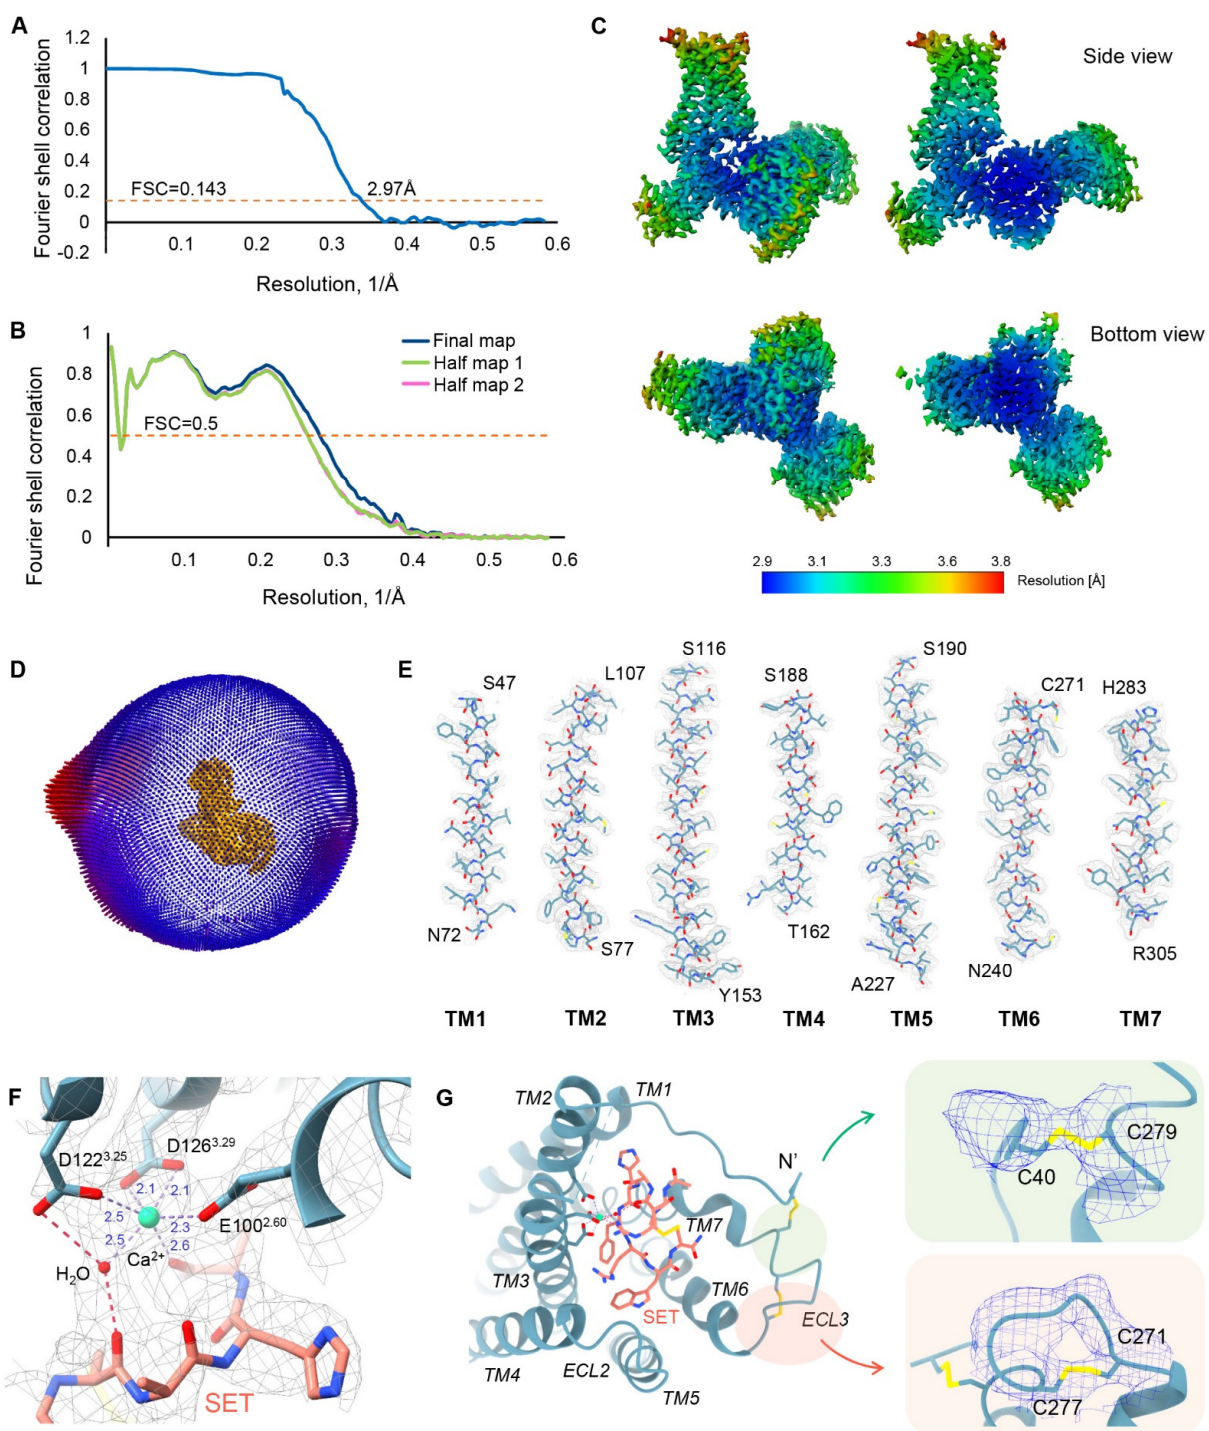 A
Fourier shell correlation
1.2
1
0.8
0.6
0.4
0.2
0
-0.2
FSC=0.143
2.97Å
0.1
0.2
0.3
0.4
0.5
0.6
Resolution, 1/Å
B
Fourier shell correlation
1
0.8
0.6
0.4
0.2
0
Final map
Half map 1
Half map 2
FSC=0.5
0.1
0.2
0.3
0.4
0.5
0.6
Resolution, 1/Å
C
Side view
Bottom view
2.9
3.1
3.3
3.6
3.8
Resolution [Å]
D
E
S47
N72
TM1
L107
S77
TM2
S116
Y153
TM3
S188
T162
TM4
S190
A227
TM5
C271
N240
TM6
H283
R305
TM7
F
D1223.25
D1263.29
E1002.60
2.1
2.1
2.5
2.3
2.5
2.6
Ca2+
H2O
SET
G
TM2
TM1
N'
TM7
TM3
TM6
SET
ECL3
TM4
ECL2
TM5
C279
C40
C271
C277